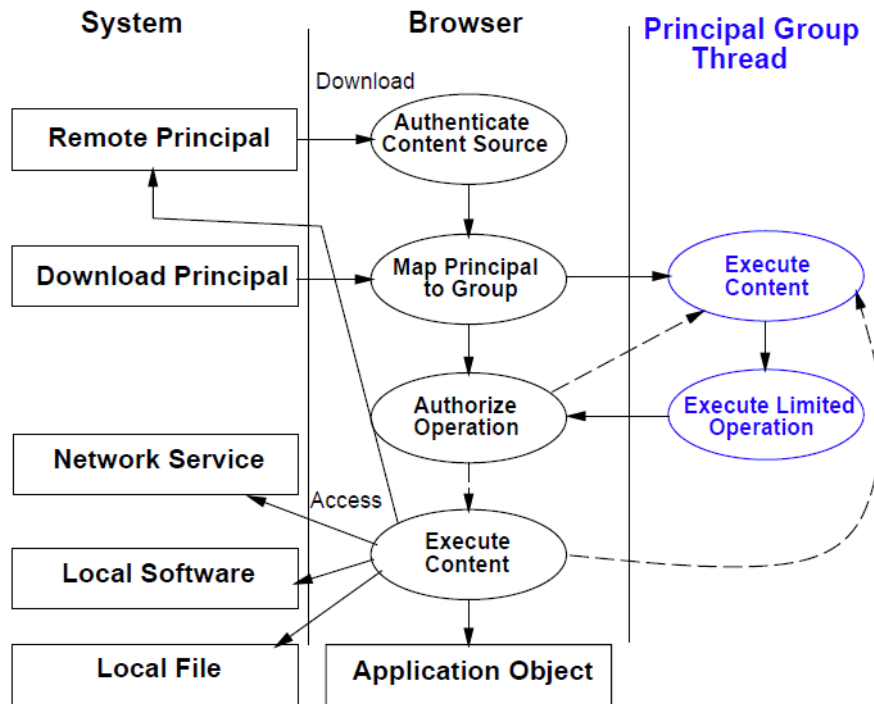 System
Browser
Principal Group
Thread
Download
Remote Principal
Authenticate
Content Source
Download Principal
Map Principal
to Group
Execute
Content
Authorize
Operation
Execute Limited
Operation
Network Service
Access
Execute
Content
Local Software
Local File
Application Object